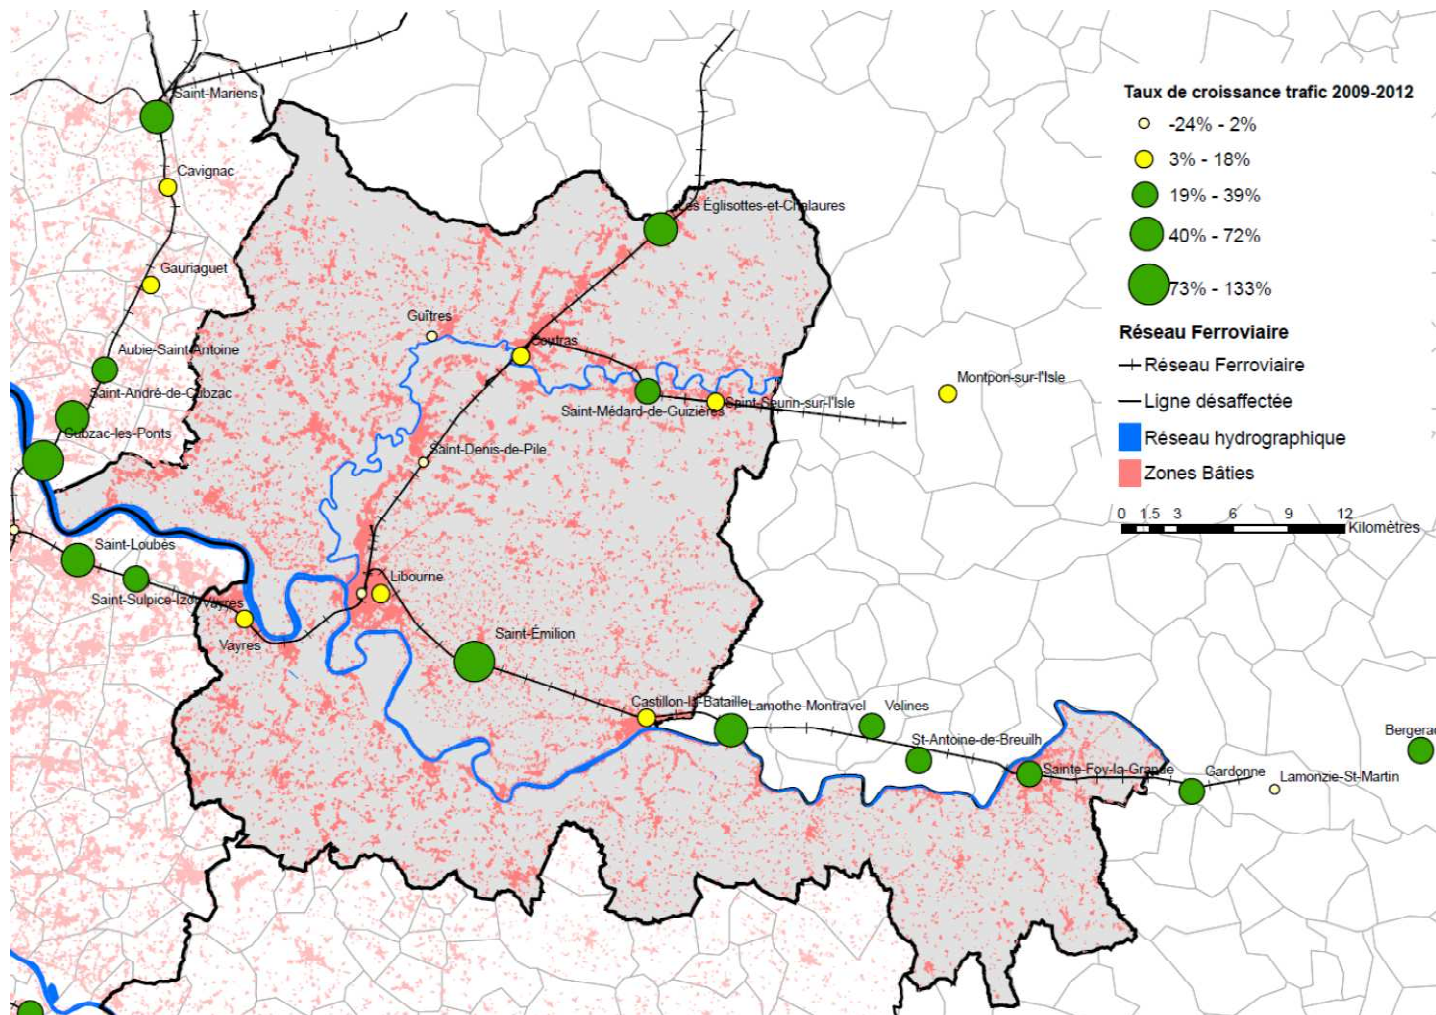 Saint-Mariens
Taux de croissance trafic 2009-2012
-24% - 2%
3% - 18%
19% - 39%
40% - 72%
73% - 133%
Réseau Ferroviaire
Réseau Ferroviaire
Ligne désaffectée
Réseau hydrographique
Zones Bâties
0 1.5 3 6 9 12
Kilomètres
Cavignac
Les Églisottes-et-Chalaures
Gauriaguet
Guîtres
Coutras
Aubie-Saint-Antoine
Montpon-sur-l'Isle
Saint-André-de-Cubzac
Saint-Médard-de-Guizières
Saint-Seurin-sur-l'Isle
Cubzac-les-Ponts
Saint-Denis-de-Pile
Saint-Loubès
Libourne
Saint-Sulpice-Izon
Vayres
Vayres
Saint-Émilion
Castillon-la-Bataille
Lamothe-Montravel
Vélines
St-Antoine-de-Breuilh
Bergerac
Sainte-Foy-la-Grande
Gardonne
Lamonzie-St-Martin